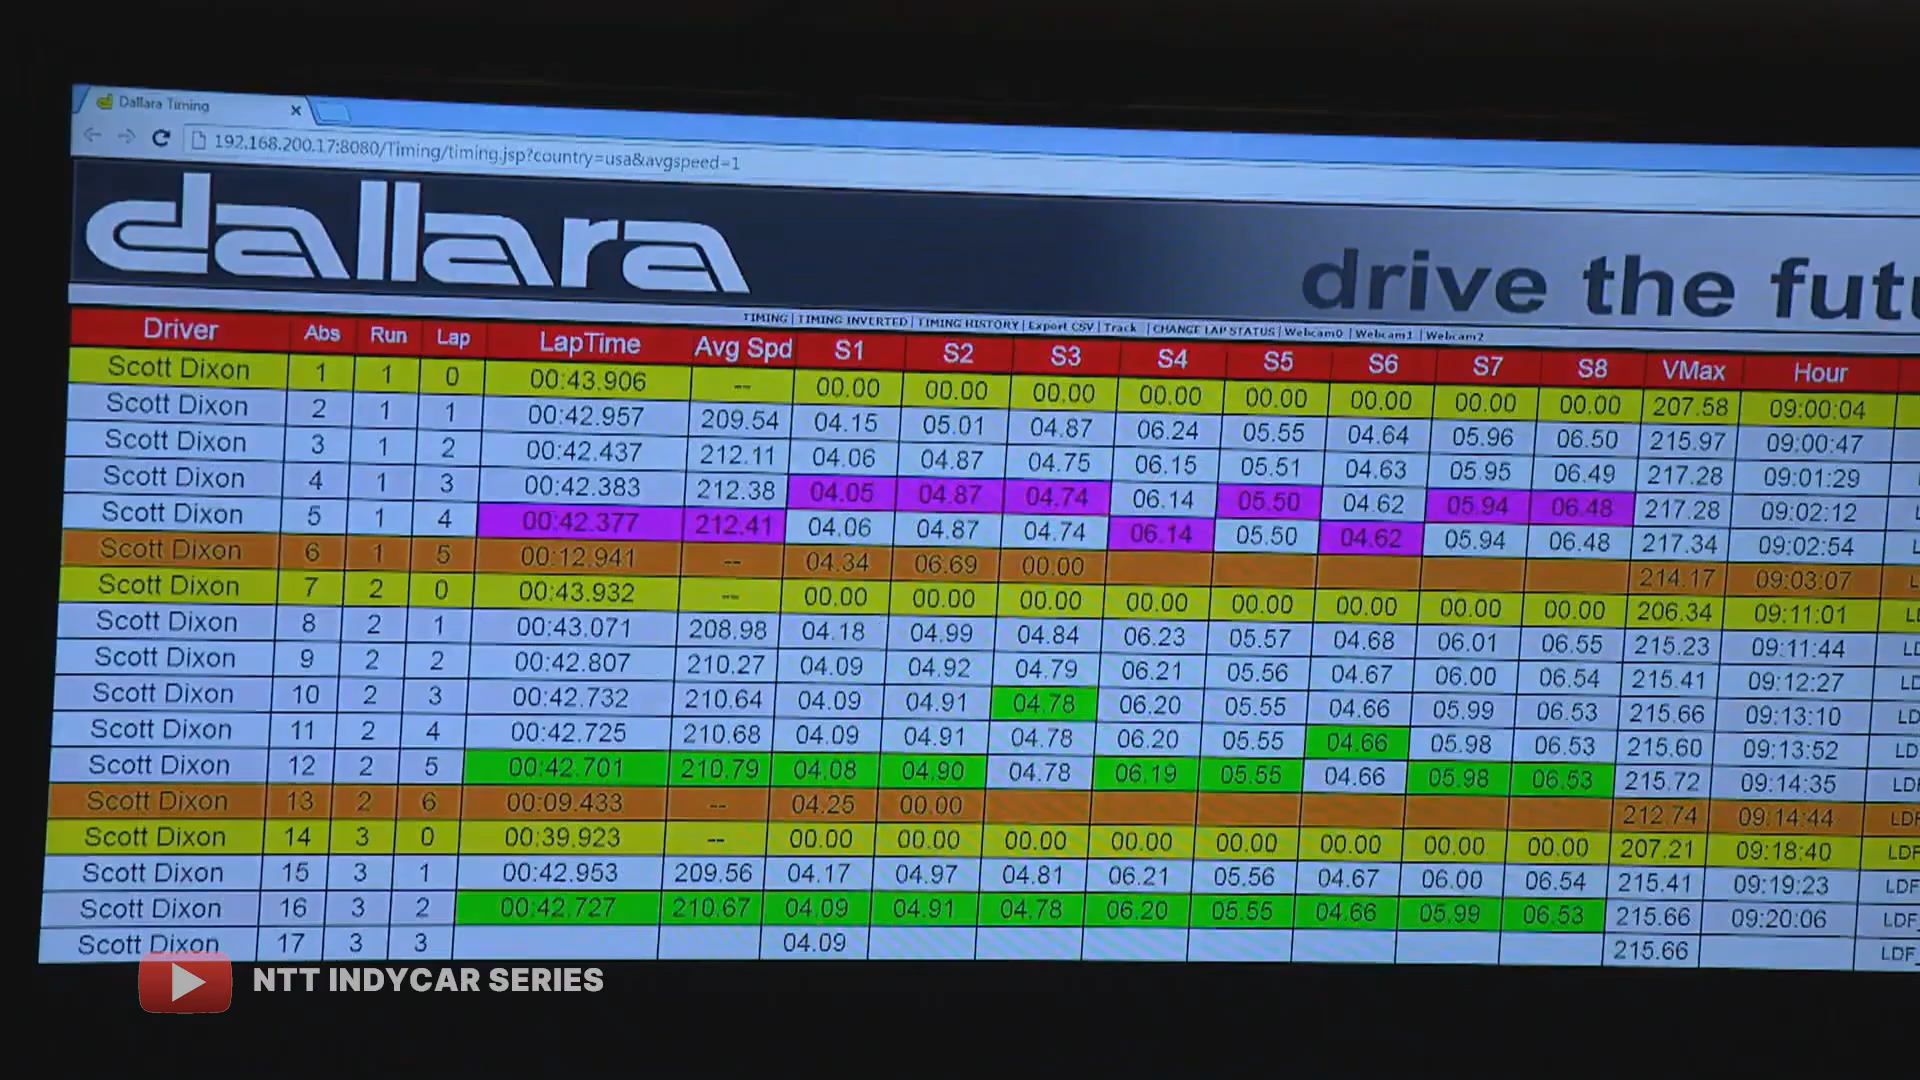 Dallara Timing
192.168.200.17:8080/Timing/timing.jsp?country=usa&avgspeed=1
dallara
drive the futu
TIMING | TIMING INVERTED | TIMING HISTORY | Export CSV | Track | CHANGE LAP STATUS | Webcam0 | Webcam1 | Webcam2
Driver Abs Run Lap LapTime Avg Spd S1 S2 S3 S4 S5 S6 S7 S8 VMax Hour
Scott Dixon 1 1 0 00:43.906 -- 00.00 00.00 00.00 00.00 00.00 00.00 00.00 00.00 207.58 09:00:04
Scott Dixon 2 1 1 00:42.957 209.54 04.15 05.01 04.87 06.24 05.55 04.64 05.96 06.50 215.97 09:00:47
Scott Dixon 3 1 2 00:42.437 212.11 04.06 04.87 04.75 06.15 05.51 04.63 05.95 06.49 217.28 09:01:29
Scott Dixon 4 1 3 00:42.383 212.38 04.05 04.87 04.74 06.14 05.50 04.62 05.94 06.48 217.28 09:02:12
Scott Dixon 5 1 4 00:42.377 212.41 04.06 04.87 04.74 06.14 05.50 04.62 05.94 06.48 217.34 09:02:54
Scott Dixon 6 1 5 00:12.941 -- 04.34 06.69 00.00 214.17 09:03:07
Scott Dixon 7 2 0 00:43.932 -- 00.00 00.00 00.00 00.00 00.00 00.00 00.00 00.00 206.34 09:11:01 LD
Scott Dixon 8 2 1 00:43.071 208.98 04.18 04.99 04.84 06.23 05.57 04.68 06.01 06.55 215.23 09:11:44 LD
Scott Dixon 9 2 2 00:42.807 210.27 04.09 04.92 04.79 06.21 05.56 04.67 06.00 06.54 215.41 09:12:27 LD
Scott Dixon 10 2 3 00:42.732 210.64 04.09 04.91 04.78 06.20 05.55 04.66 05.99 06.53 215.66 09:13:10 LD
Scott Dixon 11 2 4 00:42.725 210.68 04.09 04.91 04.78 06.20 05.55 04.66 05.98 06.53 215.60 09:13:52 LD
Scott Dixon 12 2 5 00:42.701 210.79 04.08 04.90 04.78 06.19 05.55 04.66 05.98 06.53 215.72 09:14:35 LDF
Scott Dixon 13 2 6 00:09.433 -- 04.25 00.00 212.74 09:14:44 LDF
Scott Dixon 14 3 0 00:39.923 -- 00.00 00.00 00.00 00.00 00.00 00.00 00.00 00.00 207.21 09:18:40 LDF
Scott Dixon 15 3 1 00:42.953 209.56 04.17 04.97 04.81 06.21 05.56 04.67 06.00 06.54 215.41 09:19:23 LDF
Scott Dixon 16 3 2 00:42.727 210.67 04.09 04.91 04.78 06.20 05.55 04.66 05.99 06.53 215.66 09:20:06 LDF_
Scott Dixon 17 3 3 04.09 215.66 LDF_
NTT INDYCAR SERIES